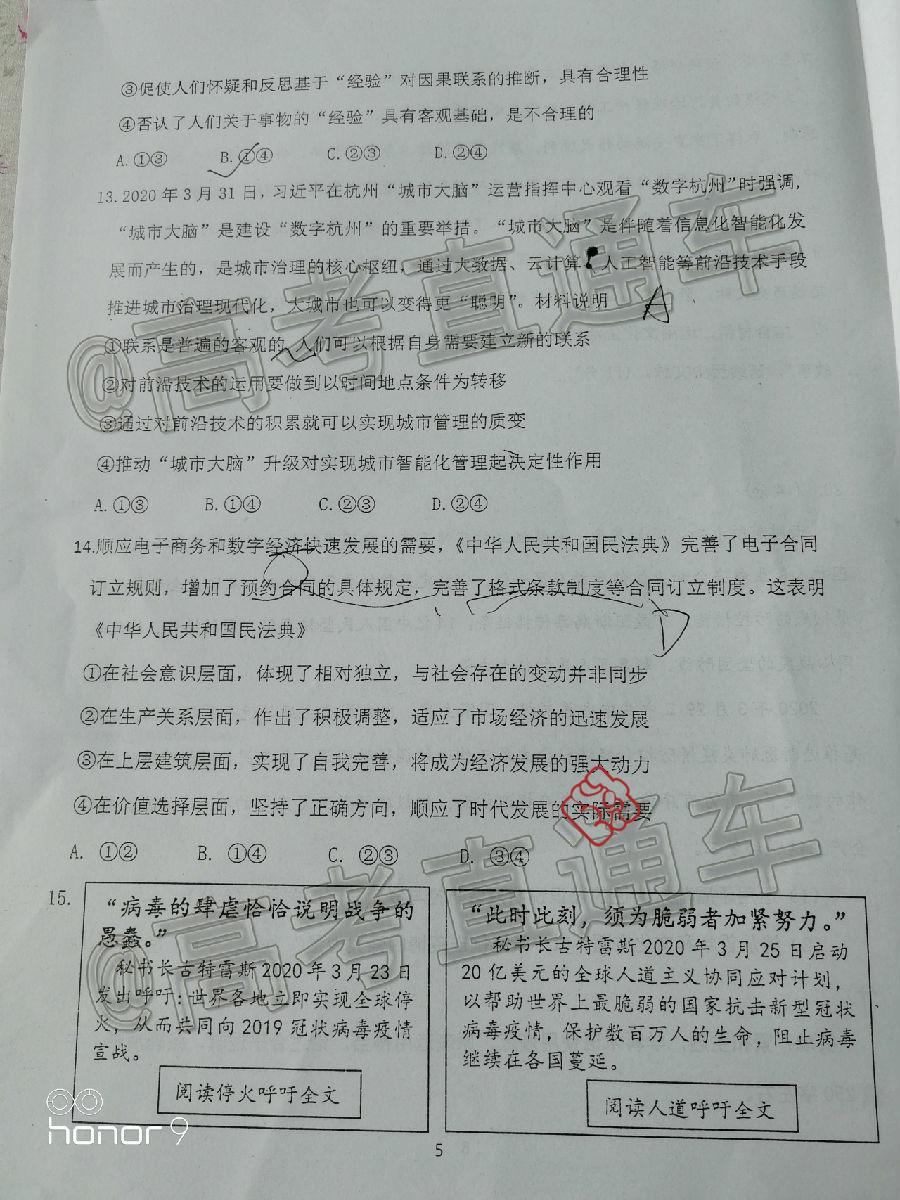 ③促使人们怀疑和反思基于“经验”对因果联系的推断，具有合理性
④否认了人们关于事物的“经验”具有客观基础，是不合理的
A.①③ B.①④ C.②③ D.②④
13.2020年3月31日，习近平在杭州“城市大脑”运营指挥中心观看“数字杭州”时强调，
“城市大脑”是建设“数字杭州”的重要举措。“城市大脑”是伴随着信息化智能化发
展而产生的，是城市治理的核心枢纽，通过大数据、云计算、人工智能等前沿技术手段
推进城市治理现代化，大城市也可以变得更“聪明”。材料说明 A
①联系是普遍的客观的，人们可以根据自身需要建立新的联系
②对前沿技术的运用要做到以时间地点条件为转移
③通过对前沿技术的积累就可以实现城市管理的质变
④推动“城市大脑”升级对实现城市智能化管理起决定性作用
A.①③ B.①④ C.②③ D.②④
14.顺应电子商务和数字经济快速发展的需要，《中华人民共和国民法典》完善了电子合同
订立规则，增加了预约合同的具体规定，完善了格式条款制度等合同订立制度。这表明
《中华人民共和国民法典》 D
①在社会意识层面，体现了相对独立，与社会存在的变动并非同步
②在生产关系层面，作出了积极调整，适应了市场经济的迅速发展
③在上层建筑层面，实现了自我完善，将成为经济发展的强大动力
④在价值选择层面，坚持了正确方向，顺应了时代发展的实际需要
A. ①② B. ①④ C. ②③ D. ③④
15.
“病毒的肆虐恰恰说明战争的
愚蠢。”
秘书长古特雷斯2020年3月23日
发出呼吁:世界各地立即实现全球停
火，从而共同向2019冠状病毒疫情
宣战。
阅读停火呼吁全文
“此时此刻，须为脆弱者加紧努力。”
秘书长古特雷斯2020年3月25日启动
20亿美元的全球人道主义协同应对计划，
以帮助世界上最脆弱的国家抗击新型冠状
病毒疫情，保护数百万人的生命，阻止病毒
继续在各国蔓延。
阅读人道呼吁全文
5
@高考直通车
@高考直通车
honor 9